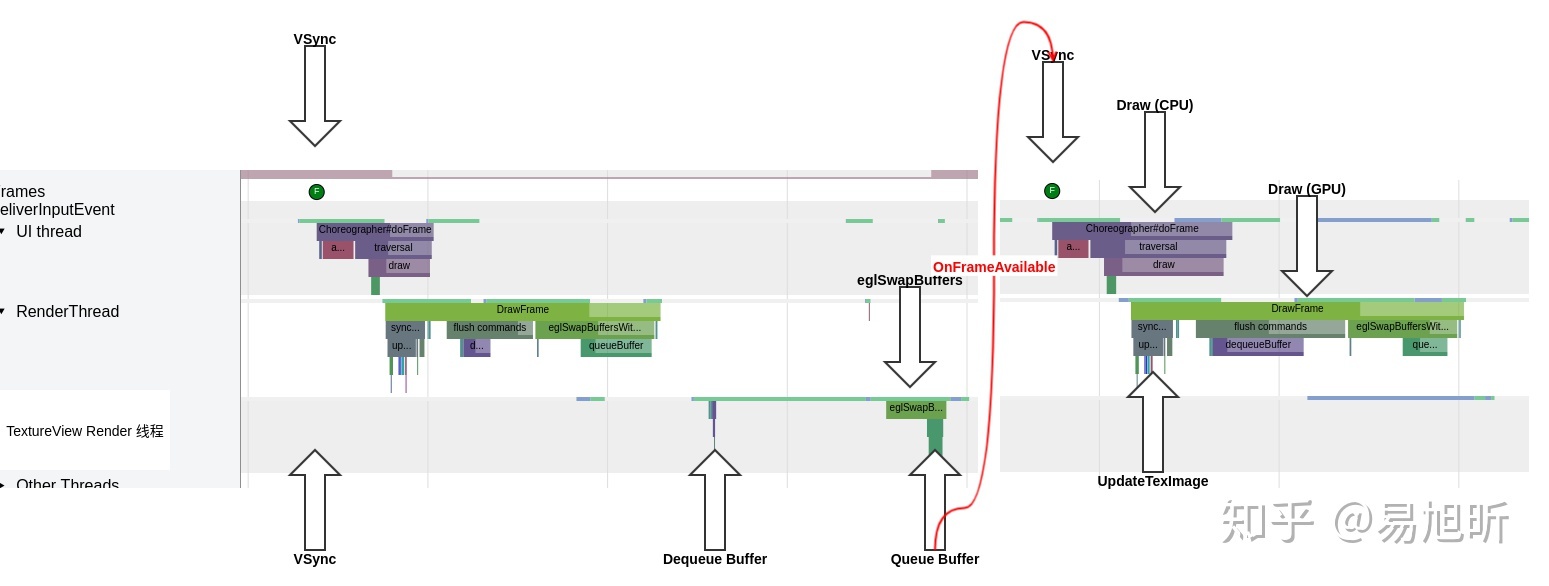 VSync
VSync
Draw (CPU)
Draw (GPU)
rames
F
F
eliverInputEvent
UI thread
Choreographer#doFrame
a...
traversal
draw
Choreographer#doFrame
a...
traversal
draw
OnFrameAvailable
eglSwapBuffers
RenderThread
DrawFrame
sync...
flush commands
eglSwapBuffersWit...
up...
d...
queueBuffer
DrawFrame
sync...
flush commands
eglSwapBuffersWit...
up...
dequeueBuffer
que...
eglSwapB...
TextureView Render 线程
Other Threads
UpdateTexImage
VSync
Dequeue Buffer
Queue Buffer
知乎 @易旭昕